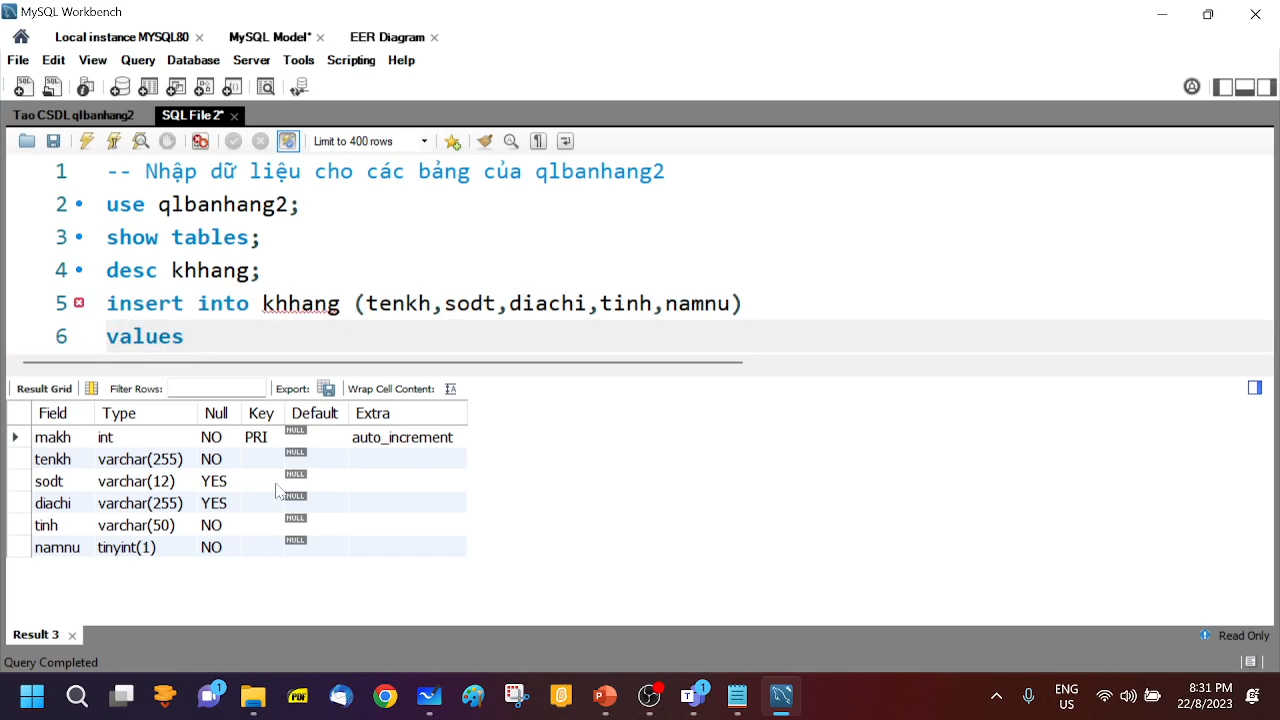 MySQL Workbench
Local instance MYSQL80 MySQL Model* EER Diagram
File Edit View Query Database Server Tools Scripting Help
Tao CSDL qlbanhang2 SQL File 2*
Limit to 400 rows
1 -- Nhập dữ liệu cho các bảng của qlbanhang2
2 use qlbanhang2;
3 show tables;
4 desc khhang;
5 insert into khhang (tenkh,sodt,diachi,tinh,namnu)
6 values
Result Grid Filter Rows: Export: Wrap Cell Content:
Field Type Null Key Default Extra
makh int NO PRI NULL auto_increment
tenkh varchar(255) NO NULL
sodt varchar(12) YES NULL
diachi varchar(255) YES NULL
tinh varchar(50) NO NULL
namnu tinyint(1) NO NULL
Result 3 Read Only
Query Completed
ENG 8:31 PM
US 22/8/2023